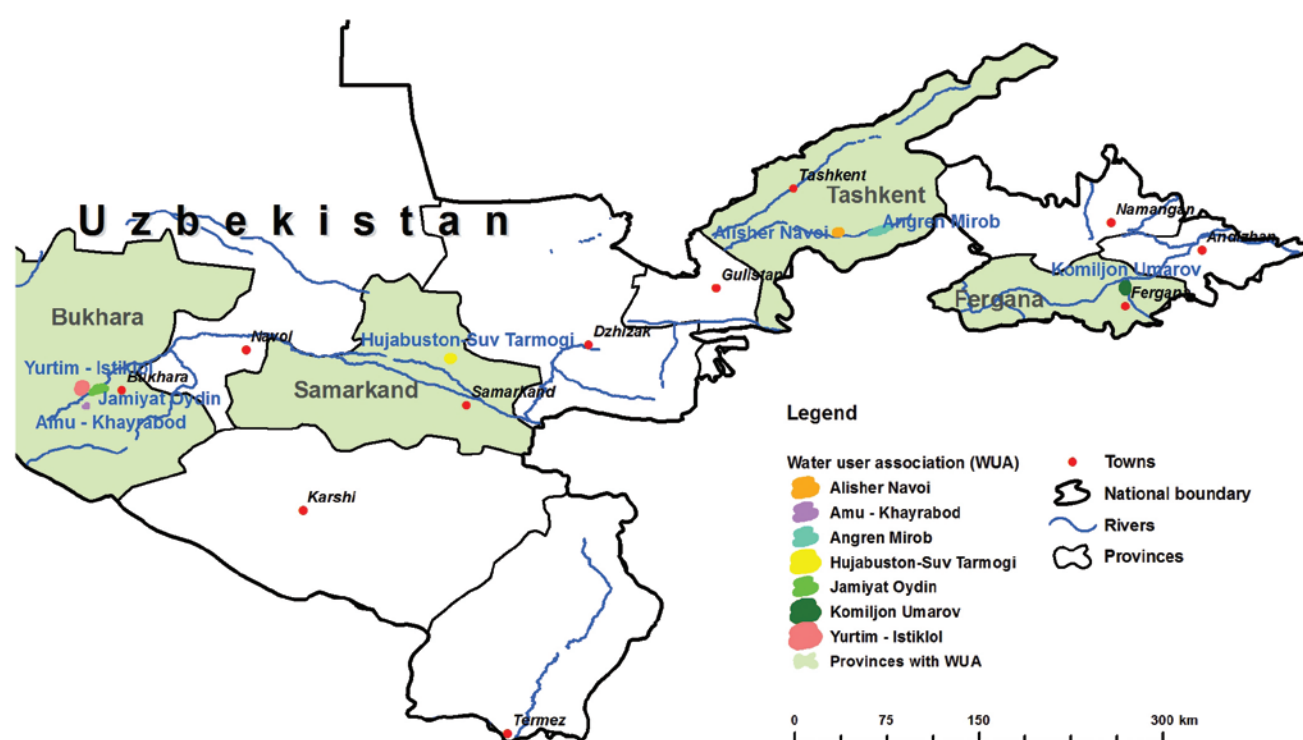 Uzbekistan
Tashkent
Tashkent
Alisher Navoi
Angren Mirob
Namangan
Andizhan
Komiljon Umarov
Gulistan
Fergana
Fergana
Bukhara
Navoi
Hujabuston-Suv Tarmogi
Dzhizak
Yurtim - Istiklol
Bukhara
Jamiyat Oydin
Amu - Khayrabod
Samarkand
Samarkand
Karshi
Termez
Legend
Water user association (WUA)
Alisher Navoi
Amu - Khayrabod
Angren Mirob
Hujabuston-Suv Tarmogi
Jamiyat Oydin
Komiljon Umarov
Yurtim - Istiklol
Provinces with WUA
Towns
National boundary
Rivers
Provinces
0 75 150 300 km